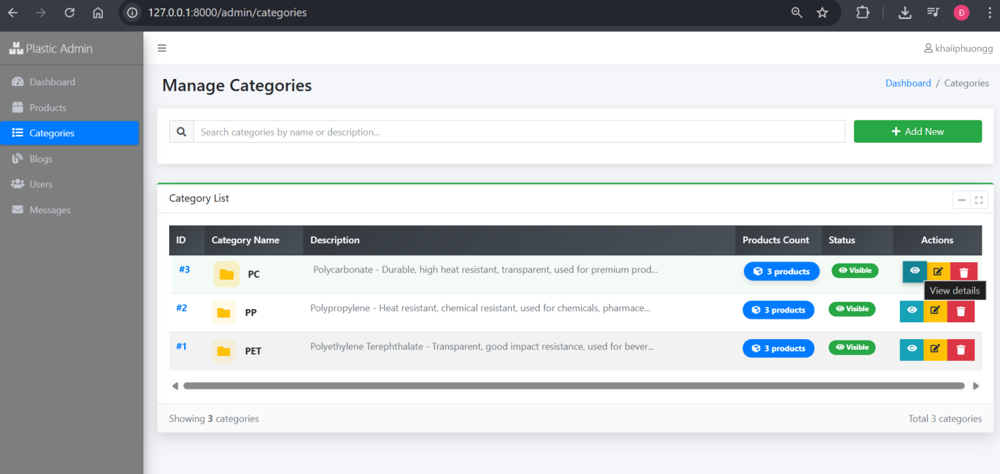 127.0.0.1:8000/admin/categories
Đ
Plastic Admin
khaiiphuongg
Dashboard
Products
Categories
Blogs
Users
Messages
Manage Categories
Dashboard / Categories
Search categories by name or description...
Add New
Category List
ID Category Name Description Products Count Status Actions
#3 PC Polycarbonate - Durable, high heat resistant, transparent, used for premium prod... 3 products Visible
View details
#2 PP Polypropylene - Heat resistant, chemical resistant, used for chemicals, pharmace... 3 products Visible
#1 PET Polyethylene Terephthalate - Transparent, good impact resistance, used for bever... 3 products Visible
Showing 3 categories
Total 3 categories